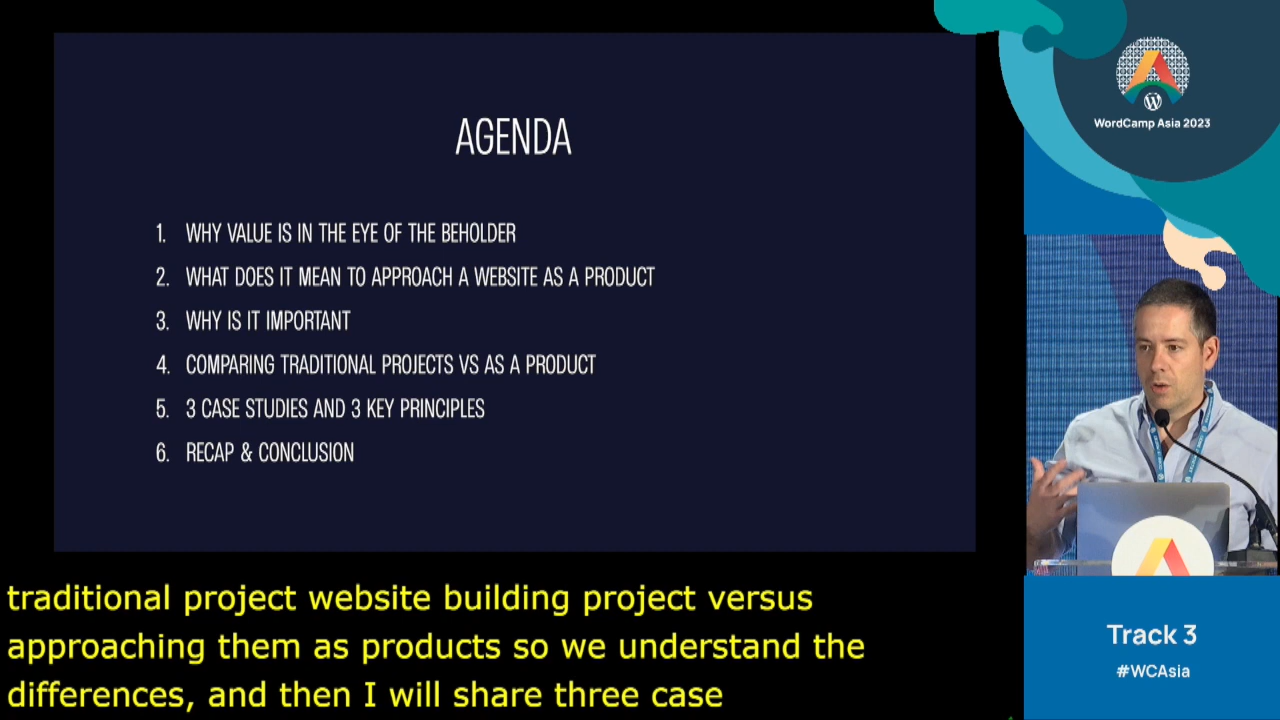 AGENDA
1. WHY VALUE IS IN THE EYE OF THE BEHOLDER
2. WHAT DOES IT MEAN TO APPROACH A WEBSITE AS A PRODUCT
3. WHY IS IT IMPORTANT
4. COMPARING TRADITIONAL PROJECTS VS AS A PRODUCT
5. 3 CASE STUDIES AND 3 KEY PRINCIPLES
6. RECAP & CONCLUSION
traditional project website building project versus
approaching them as products so we understand the
differences, and then I will share three case
WordCamp Asia 2023
Track 3
#WCAsia